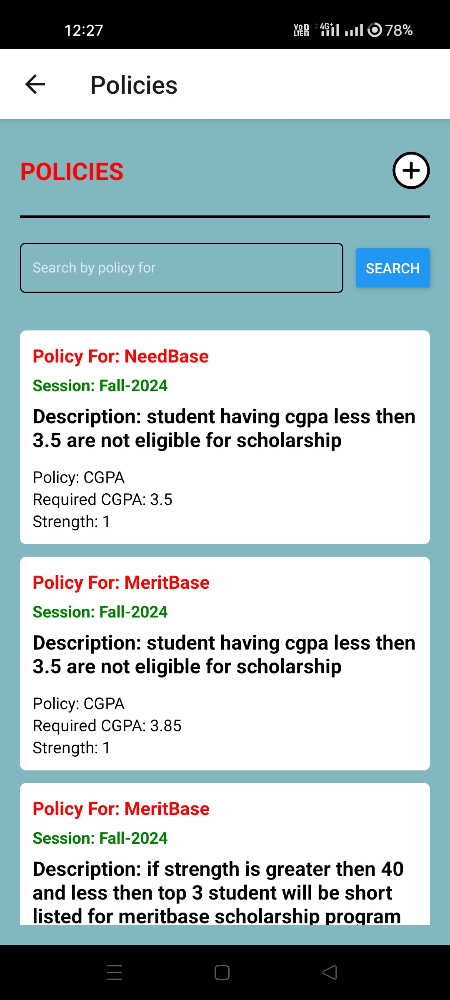 12:27
VoLTE 1 2 4G+ 78%
Policies
POLICIES
Search by policy for
SEARCH
Policy For: NeedBase
Session: Fall-2024
Description: student having cgpa less then
3.5 are not eligible for scholarship
Policy: CGPA
Required CGPA: 3.5
Strength: 1
Policy For: MeritBase
Session: Fall-2024
Description: student having cgpa less then
3.5 are not eligible for scholarship
Policy: CGPA
Required CGPA: 3.85
Strength: 1
Policy For: MeritBase
Session: Fall-2024
Description: if strength is greater then 40
and less then top 3 student will be short
listed for meritbase scholarship program